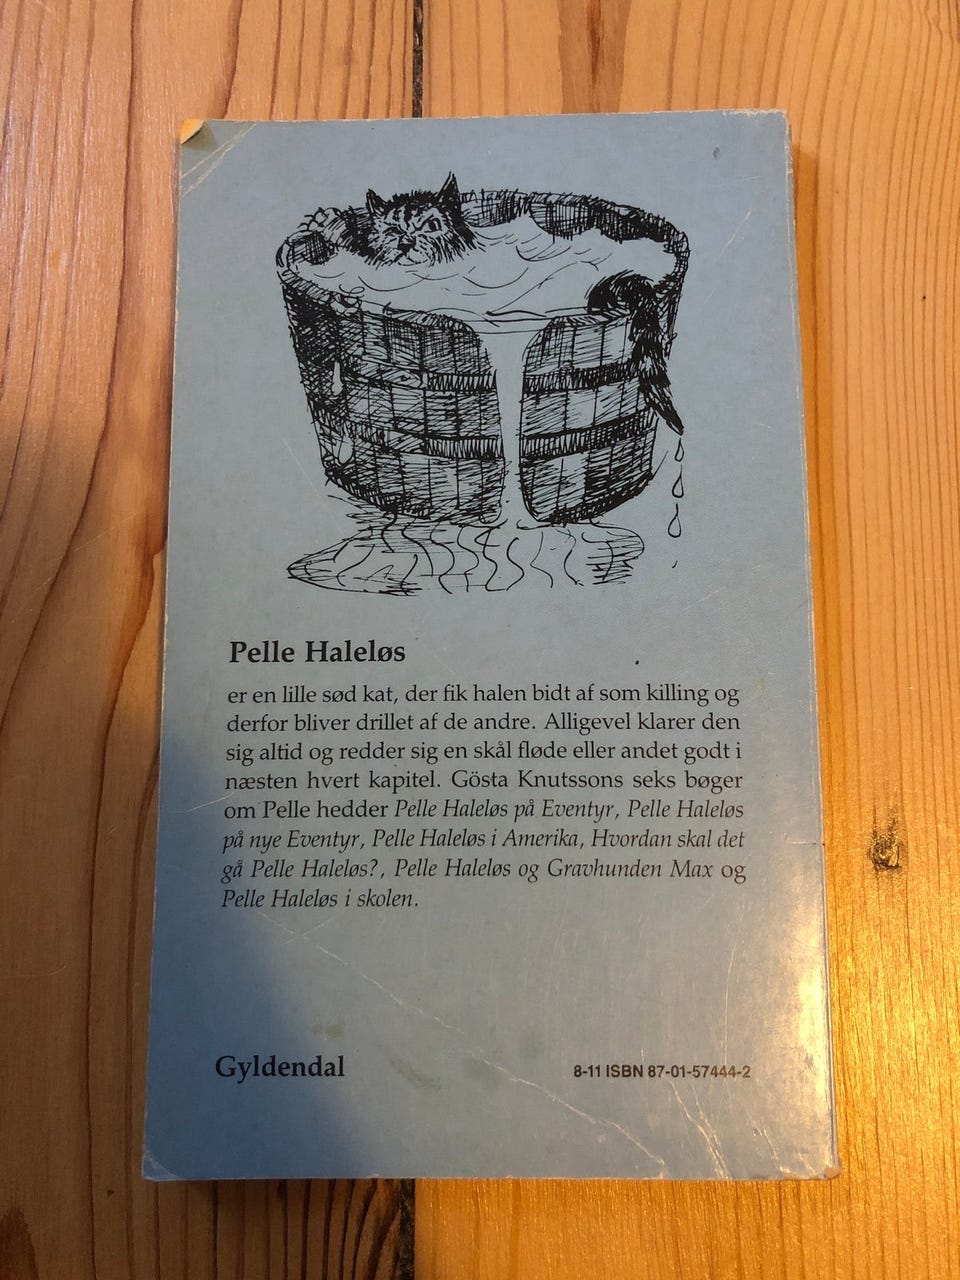 Pelle Haleløs
er en lille sød kat, der fik halen bidt af som killing og
derfor bliver drillet af de andre. Alligevel klarer den
sig altid og redder sig en skål fløde eller andet godt i
næsten hvert kapitel. Gösta Knutssons seks bøger
om Pelle hedder Pelle Haleløs på Eventyr, Pelle Haleløs
på nye Eventyr, Pelle Haleløs i Amerika, Hvordan skal det
gå Pelle Haleløs?, Pelle Haleløs og Gravhunden Max og
Pelle Haleløs i skolen.
Gyldendal
8-11 ISBN 87-01-57444-2